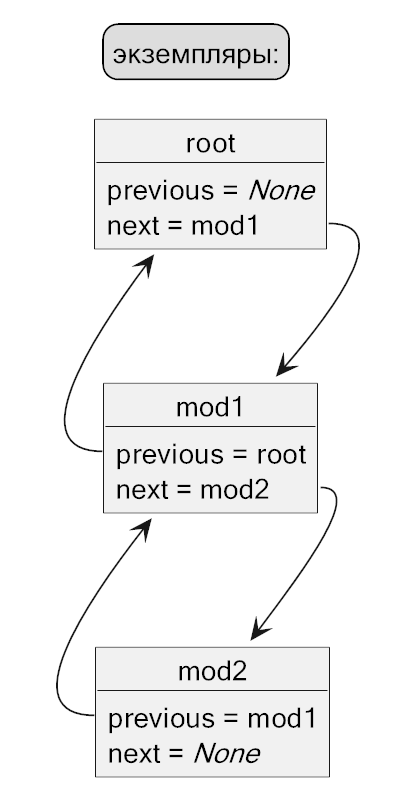 экземпляры:
root
previous = None
next = mod1
mod1
previous = root
next = mod2
mod2
previous = mod1
next = None